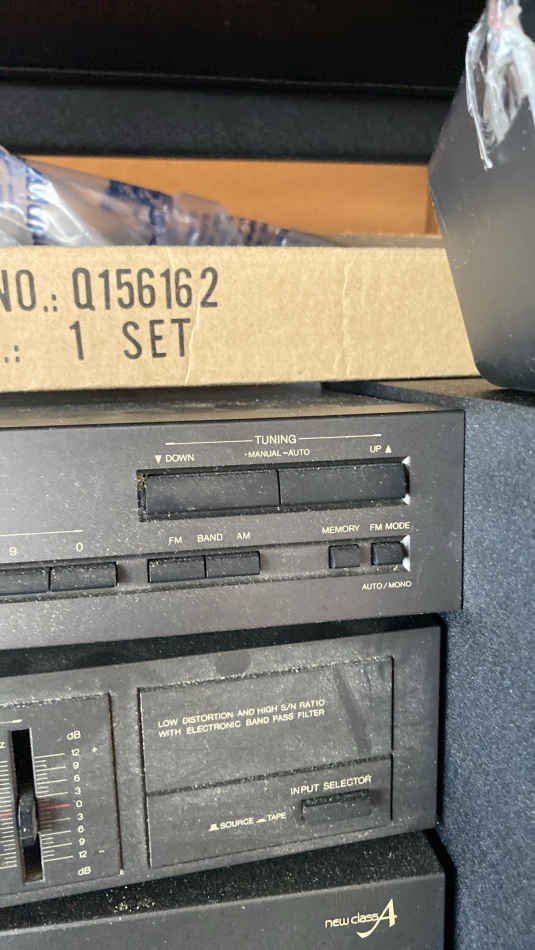 NO.: Q156162
.: 1 SET
TUNING
▼ DOWN
•MANUAL –AUTO
UP ▲
9 0
FM BAND AM
MEMORY FM MODE
AUTO/MONO
LOW DISTORTION AND HIGH S/N RATIO
WITH ELECTRONIC BAND PASS FILTER
dB
12
9
6
3
0
3
6
9
12
dB
INPUT SELECTOR
SOURCE TAPE
new class A